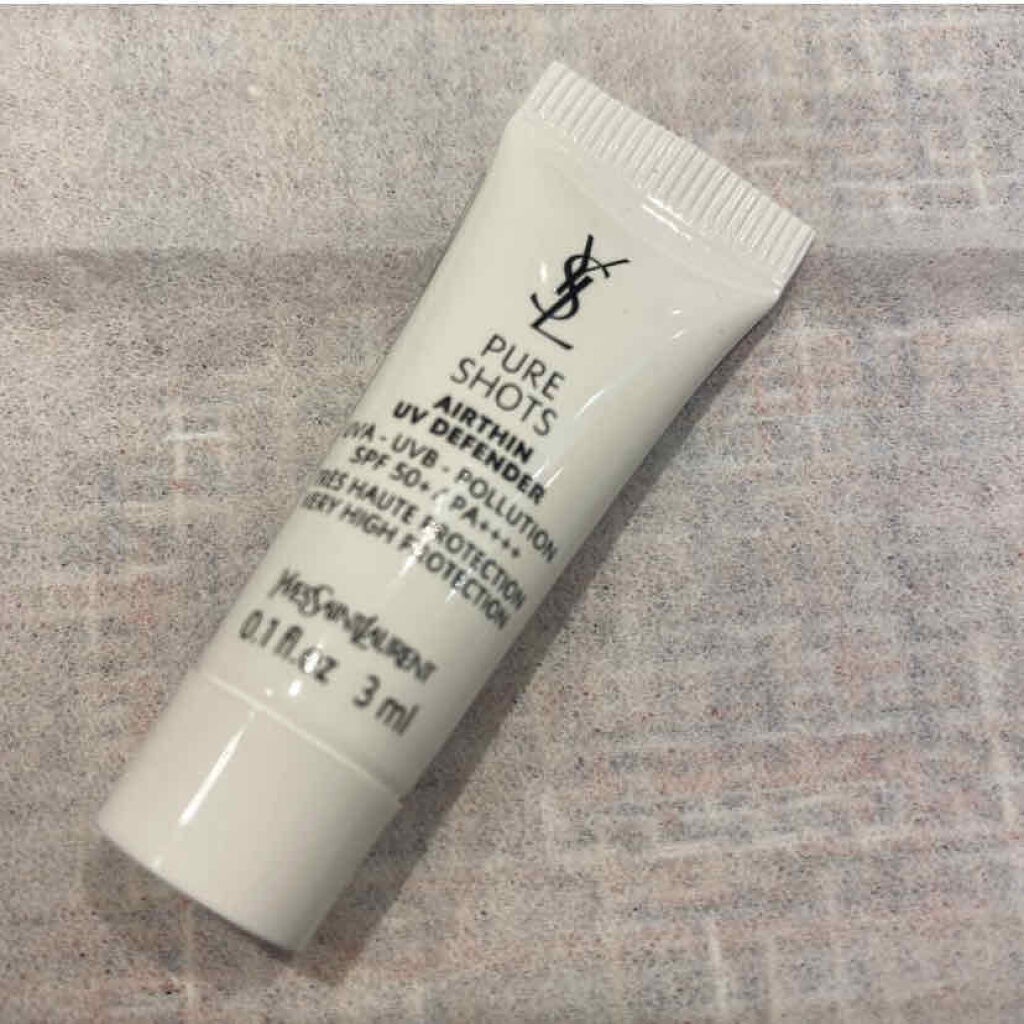 YSL
PURE
SHOTS
AIRTHIN
UV DEFENDER
UVA - UVB - POLLUTION
SPF 50+ / PA++++
TRÈS HAUTE PROTECTION
VERY HIGH PROTECTION
YVESSAINTLAURENT
0.1 fl.oz 3 ml